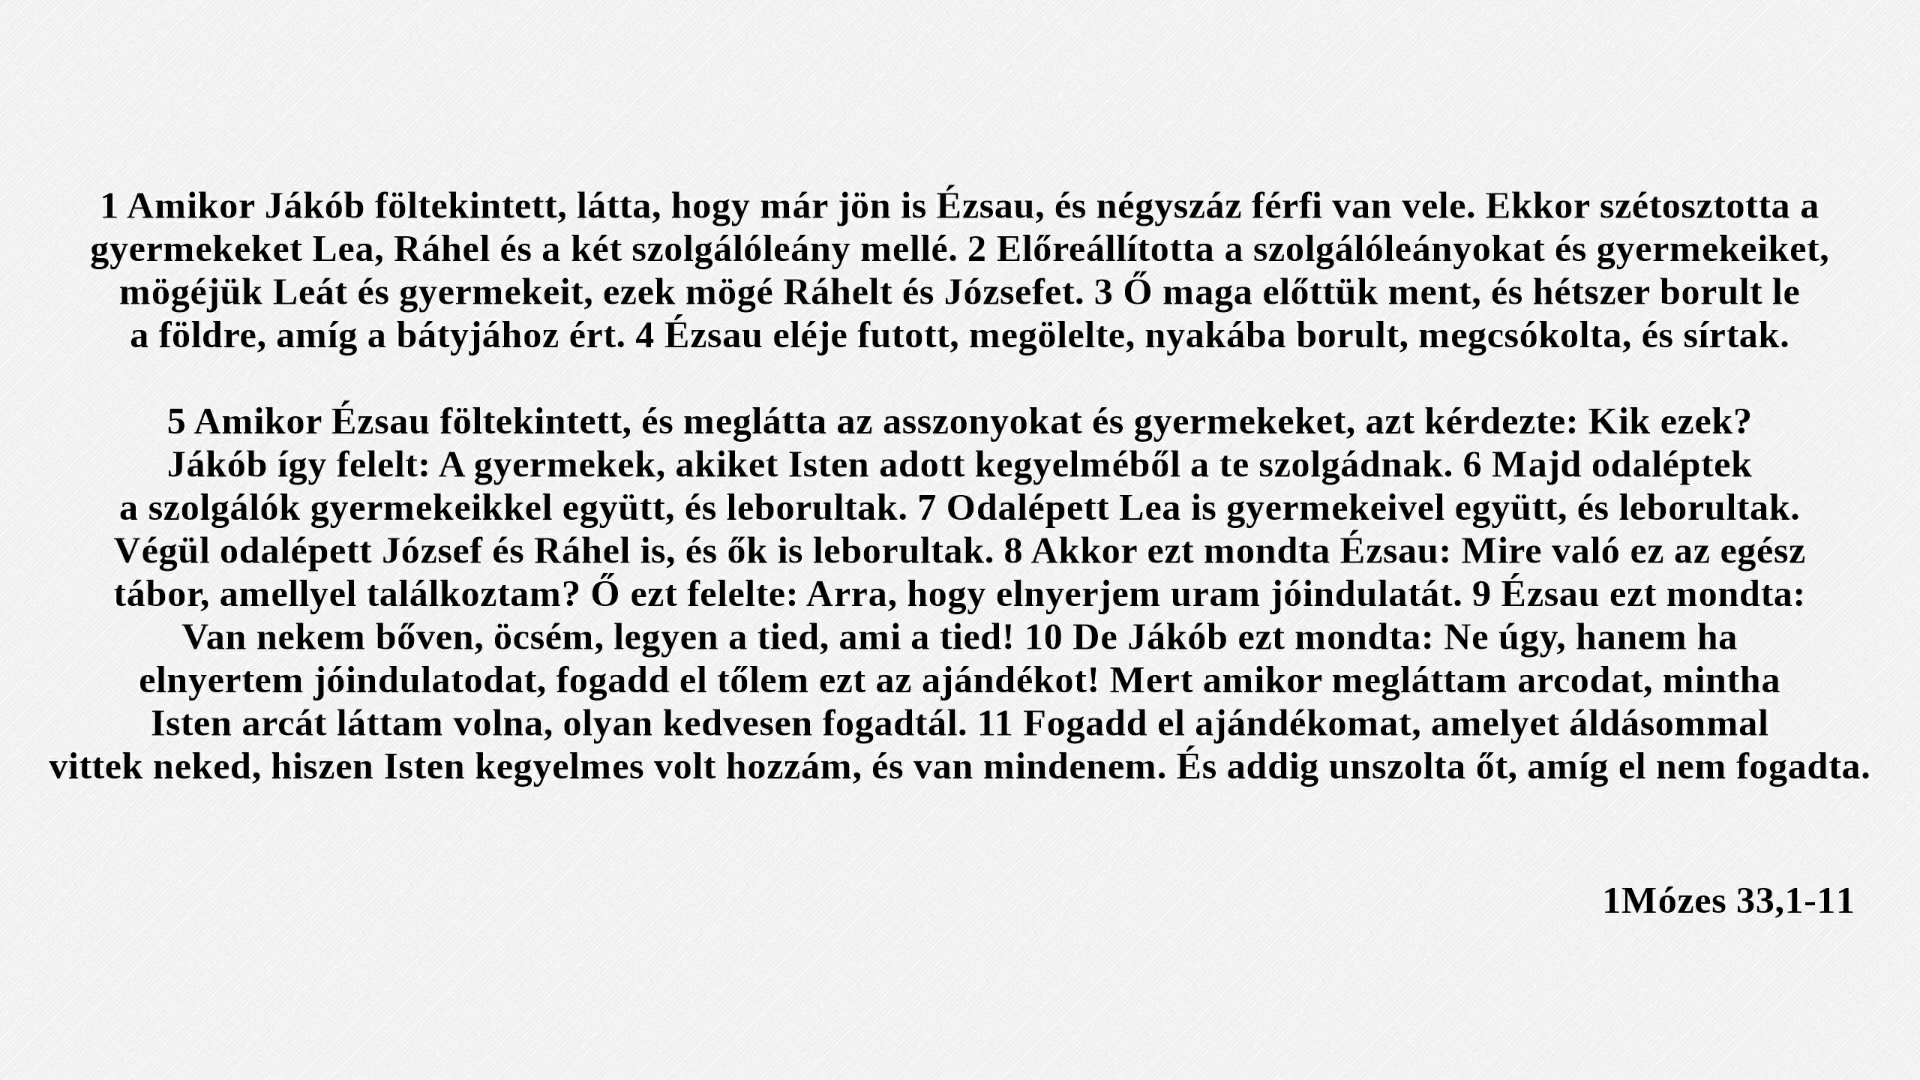 1 Amikor Jákób föltekintett, látta, hogy már jön is Ézsau, és négyszáz férfi van vele. Ekkor szétosztotta a
gyermekeket Lea, Ráhel és a két szolgálóleány mellé. 2 Előreállította a szolgálóleányokat és gyermekeiket,
mögéjük Leát és gyermekeit, ezek mögé Ráhelt és Józsefet. 3 Ő maga előttük ment, és hétszer borult le
a földre, amíg a bátyjához ért. 4 Ézsau eléje futott, megölelte, nyakába borult, megcsókolta, és sírtak.
5 Amikor Ézsau föltekintett, és meglátta az asszonyokat és gyermekeket, azt kérdezte: Kik ezek?
Jákób így felelt: A gyermekek, akiket Isten adott kegyelméből a te szolgádnak. 6 Majd odaléptek
a szolgálók gyermekeikkel együtt, és leborultak. 7 Odalépett Lea is gyermekeivel együtt, és leborultak.
Végül odalépett József és Ráhel is, és ők is leborultak. 8 Akkor ezt mondta Ézsau: Mire való ez az egész
tábor, amellyel találkoztam? Ő ezt felelte: Arra, hogy elnyerjem uram jóindulatát. 9 Ézsau ezt mondta:
Van nekem bőven, öcsém, legyen a tied, ami a tied! 10 De Jákób ezt mondta: Ne úgy, hanem ha
elnyertem jóindulatodat, fogadd el tőlem ezt az ajándékot! Mert amikor megláttam arcodat, mintha
Isten arcát láttam volna, olyan kedvesen fogadtál. 11 Fogadd el ajándékomat, amelyet áldásommal
vittek neked, hiszen Isten kegyelmes volt hozzám, és van mindenem. És addig unszolta őt, amíg el nem fogadta.
1Mózes 33,1-11